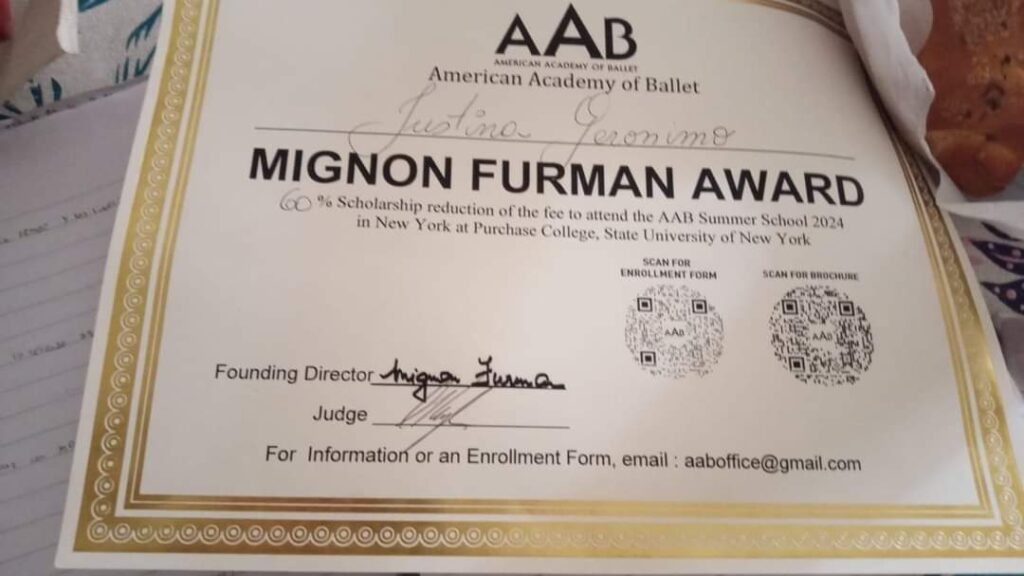 AAB
AMERICAN ACADEMY OF BALLET
American Academy of Ballet
Justina Geronimo
MIGNON FURMAN AWARD
60 % Scholarship reduction of the fee to attend the AAB Summer School 2024
in New York at Purchase College, State University of New York
SCAN FOR
ENROLLMENT FORM
SCAN FOR BROCHURE
AAB
AAB
Founding Director Mignon Furman
Judge
For Information or an Enrollment Form, email : aaboffice@gmail.com